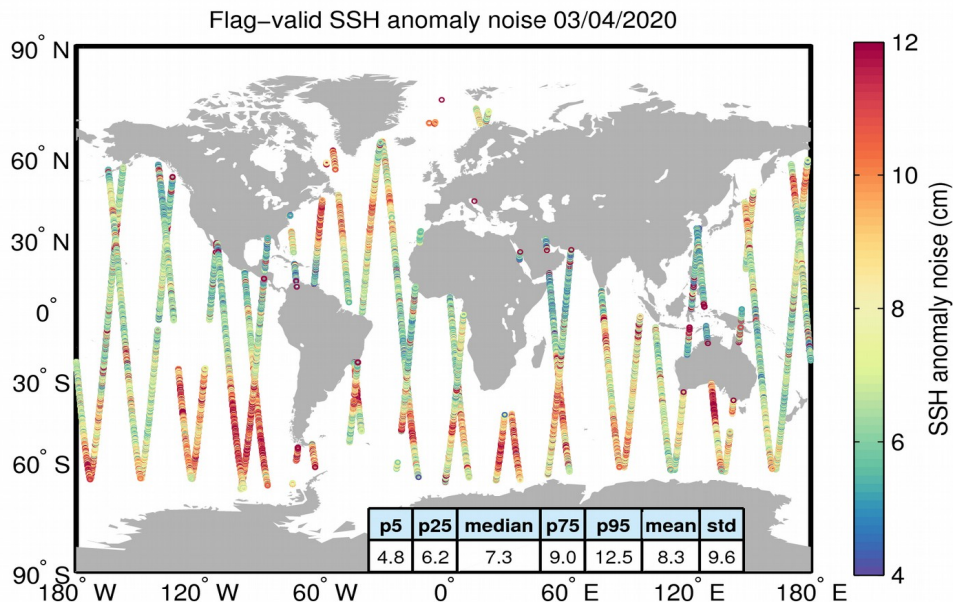 Flag−valid SSH anomaly noise 03/04/2020
90° N
60° N
30° N
0°
30° S
60° S
90° S
180° W
120° W
60° W
0°
60° E
120° E
180° E
p5 p25 median p75 p95 mean std
4.8 6.2 7.3 9.0 12.5 8.3 9.6
12
10
8
6
4
SSH anomaly noise (cm)